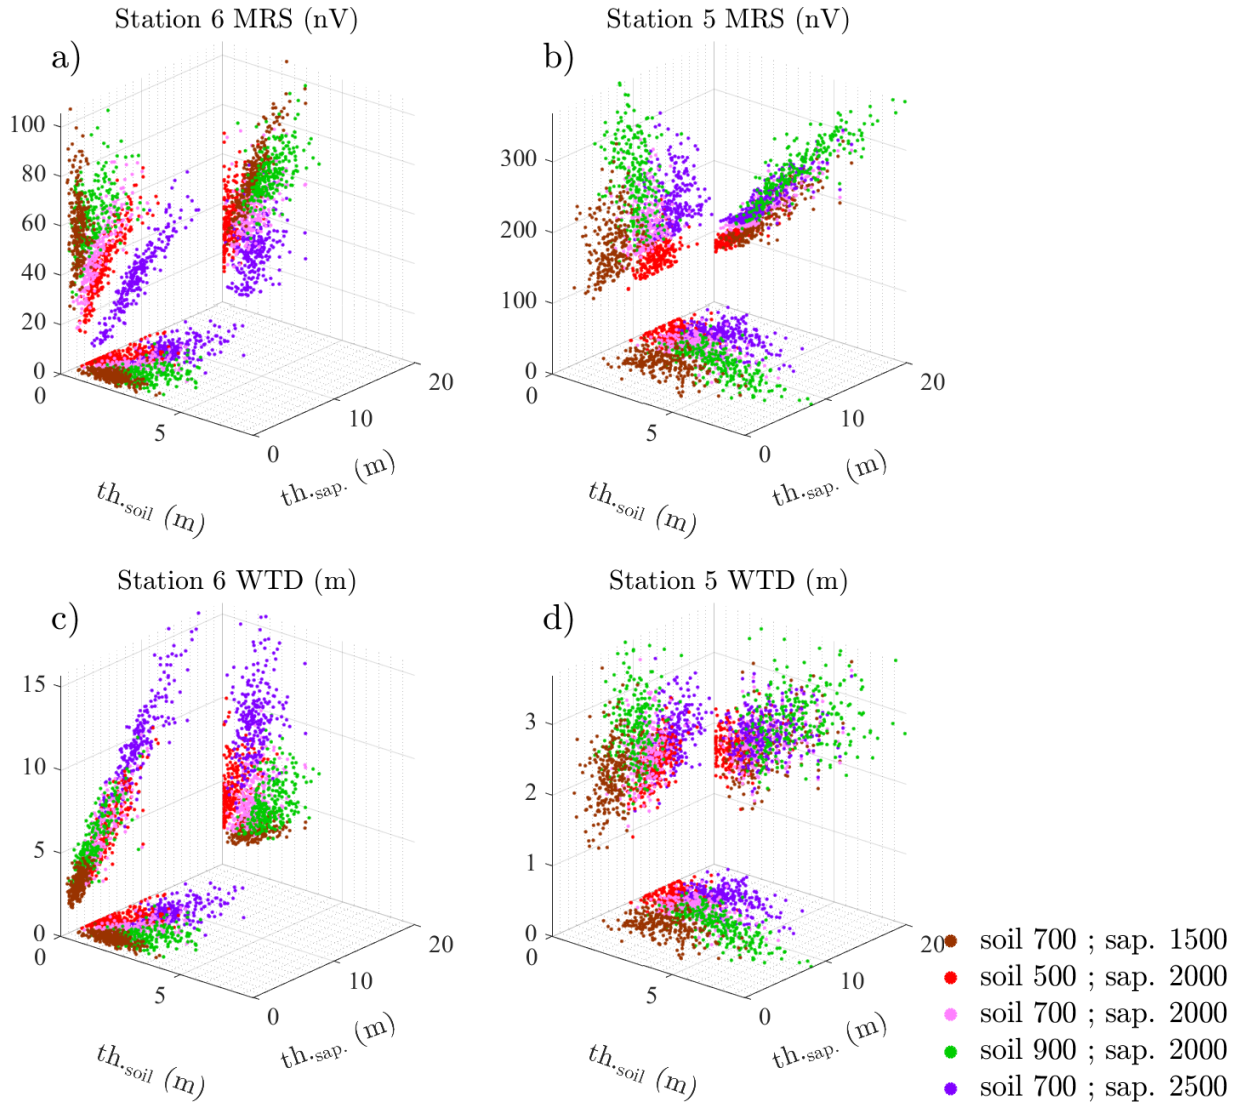 Station 6 MRS (nV)
a)
100
80
60
40
20
0
0
5
0
10
20
th.soil (m)
th.sap. (m)
Station 5 MRS (nV)
b)
300
200
100
0
0
5
0
10
20
th.soil (m)
th.sap. (m)
Station 6 WTD (m)
c)
15
10
5
0
0
5
0
10
20
th.soil (m)
th.sap. (m)
Station 5 WTD (m)
d)
3
2
1
0
0
5
0
10
20
th.soil (m)
th.sap. (m)
soil 700 ; sap. 1500
soil 500 ; sap. 2000
soil 700 ; sap. 2000
soil 900 ; sap. 2000
soil 700 ; sap. 2500